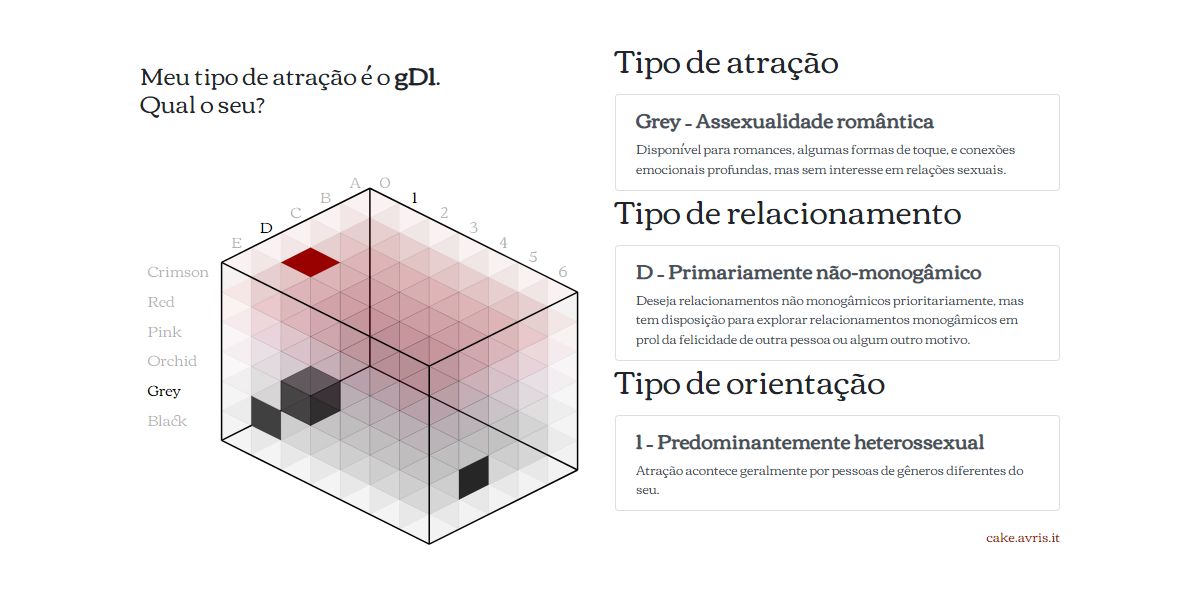 Meu tipo de atração é o gD1.
Qual o seu?
A
B
C
D
E
O
1
2
3
4
5
6
Crimson
Red
Pink
Orchid
Grey
Black
Tipo de atração
Grey - Assexualidade romântica
Disponível para romances, algumas formas de toque, e conexões
emocionais profundas, mas sem interesse em relações sexuais.
Tipo de relacionamento
D - Primariamente não-monogâmico
Deseja relacionamentos não monogâmicos prioritariamente, mas
tem disposição para explorar relacionamentos monogâmicos em
prol da felicidade de outra pessoa ou algum outro motivo.
Tipo de orientação
1 - Predominantemente heterossexual
Atração acontece geralmente por pessoas de gêneros diferentes do
seu.
cake.avris.it